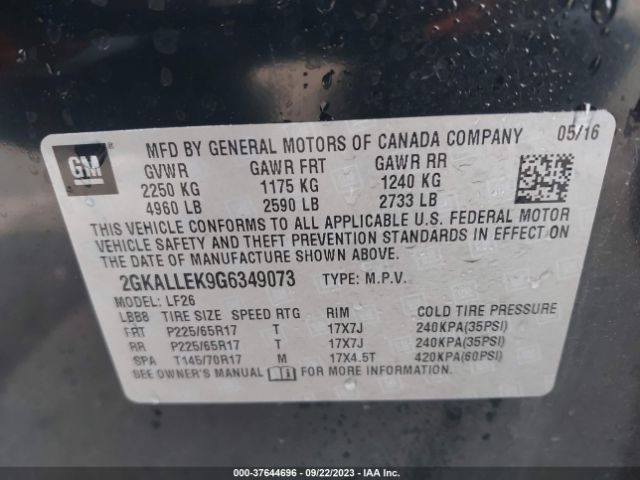 GM
MFD BY GENERAL MOTORS OF CANADA COMPANY 05/16
GVWR GAWR FRT GAWR RR
2250 KG 1175 KG 1240 KG
4960 LB 2590 LB 2733 LB
THIS VEHICLE CONFORMS TO ALL APPLICABLE U.S. FEDERAL MOTOR
VEHICLE SAFETY AND THEFT PREVENTION STANDARDS IN EFFECT ON
THE DATE OF MANUFACTURE SHOWN ABOVE.
2GKALLEK9G6349073 TYPE: M.P.V.
MODEL: LF26
LBB8 TIRE SIZE SPEED RTG RIM COLD TIRE PRESSURE
FRT P225/65R17 T 17X7J 240KPA(35PSI)
RR P225/65R17 T 17X7J 240KPA(35PSI)
SPA T145/70R17 M 17X4.5T 420KPA(60PSI)
SEE OWNER'S MANUAL FOR MORE INFORMATION.
000-37644696 - 09/22/2023 - IAA Inc.